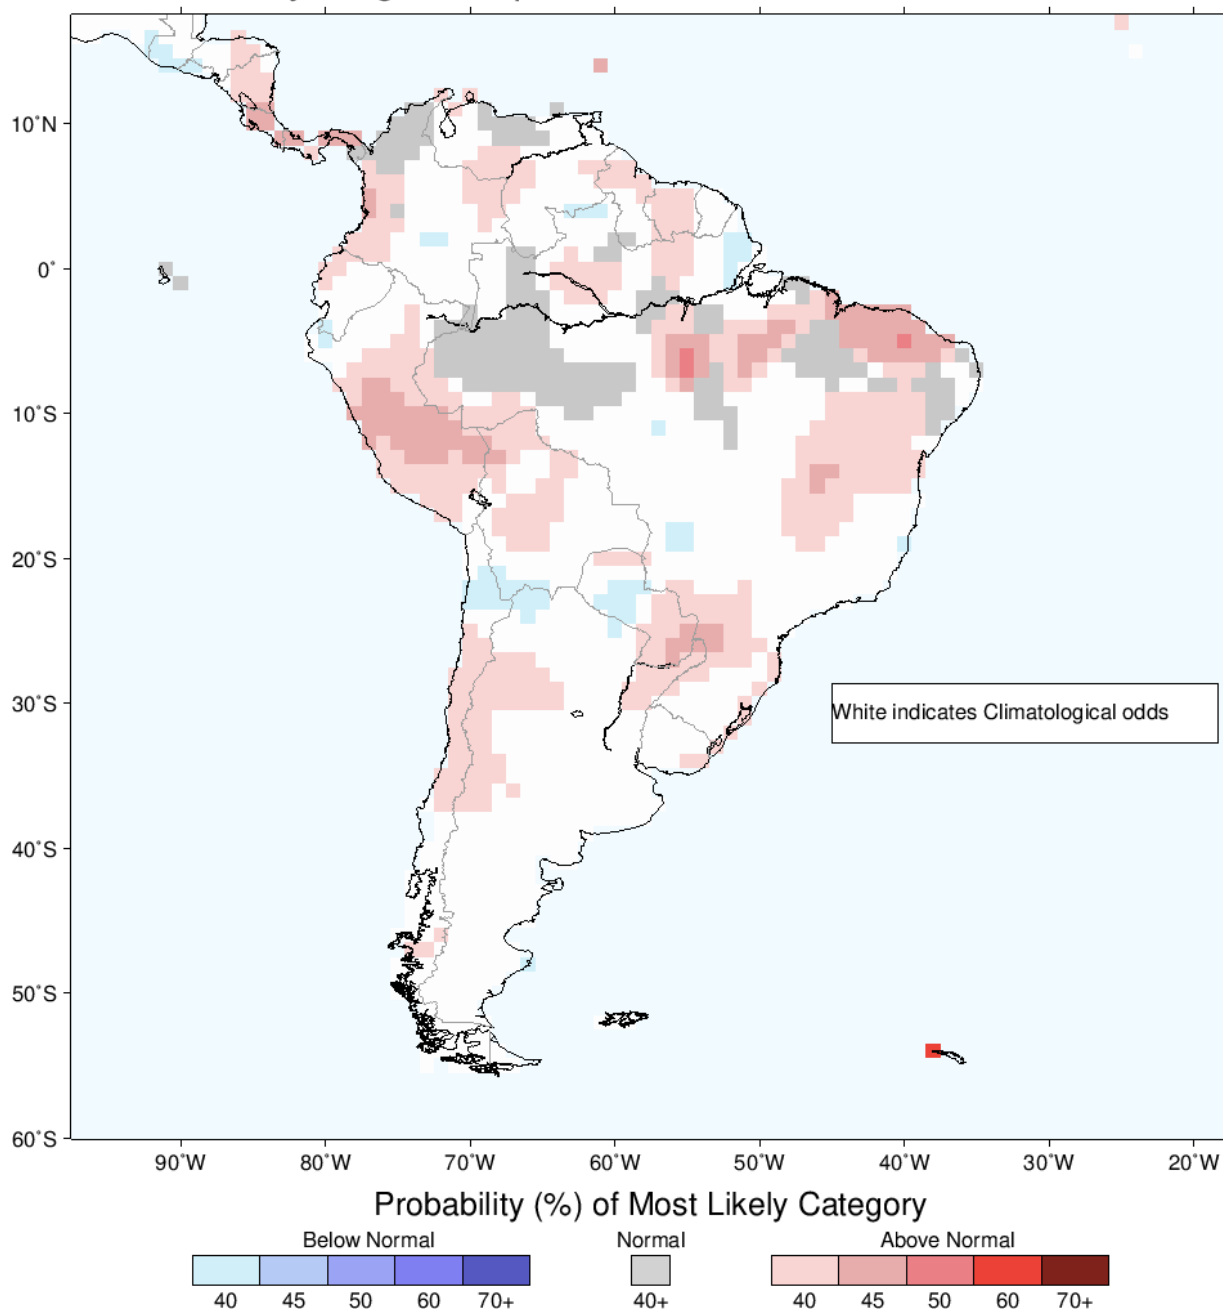 10°N
0°
10°S
20°S
30°S
40°S
50°S
60°S
White indicates Climatological odds
90°W 80°W 70°W 60°W 50°W 40°W 30°W 20°W
Probability (%) of Most Likely Category
Below Normal Normal Above Normal
40 45 50 60 70+ 40+ 40 45 50 60 70+